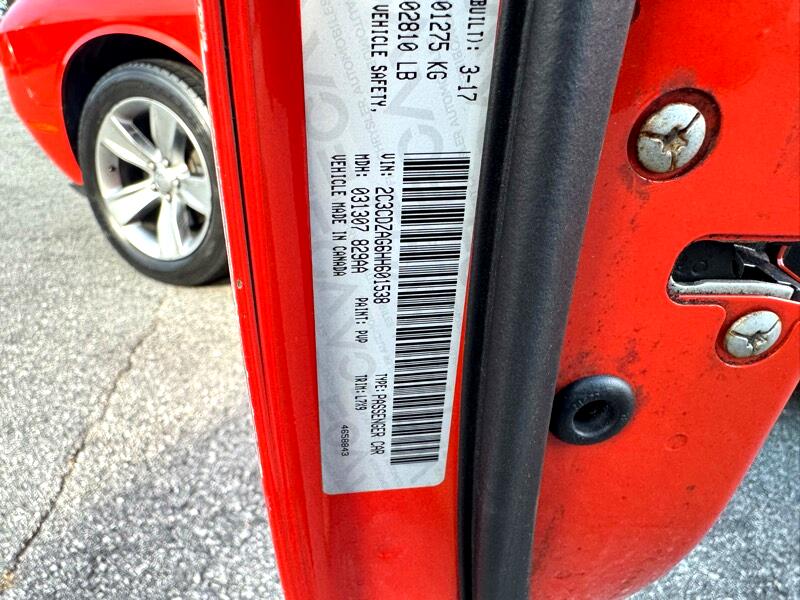 BUILT): 3-17
01275 KG
02810 LB
VEHICLE SAFETY,
VIN: 2C3CDZAG6HH601538
TYPE: PASSENGER CAR
MDH: 031307 829AA
PAINT: PVP
TRIM: L7X9
VEHICLE MADE IN CANADA
4658843